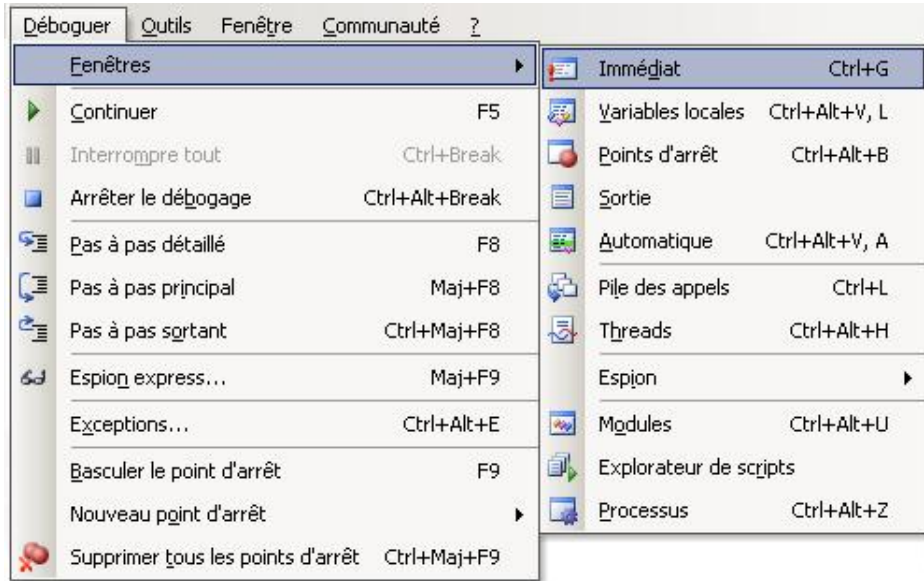 Déboguer Outils Fenêtre Communauté ?
Fenêtres
Continuer F5
Interrompre tout Ctrl+Break
Arrêter le débogage Ctrl+Alt+Break
Pas à pas détaillé F8
Pas à pas principal Maj+F8
Pas à pas sortant Ctrl+Maj+F8
Espion express... Maj+F9
Exceptions... Ctrl+Alt+E
Basculer le point d'arrêt F9
Nouveau point d'arrêt
Supprimer tous les points d'arrêt Ctrl+Maj+F9
Immédiat Ctrl+G
Variables locales Ctrl+Alt+V, L
Points d'arrêt Ctrl+Alt+B
Sortie
Automatique Ctrl+Alt+V, A
Pile des appels Ctrl+L
Threads Ctrl+Alt+H
Espion
Modules Ctrl+Alt+U
Explorateur de scripts
Processus Ctrl+Alt+Z